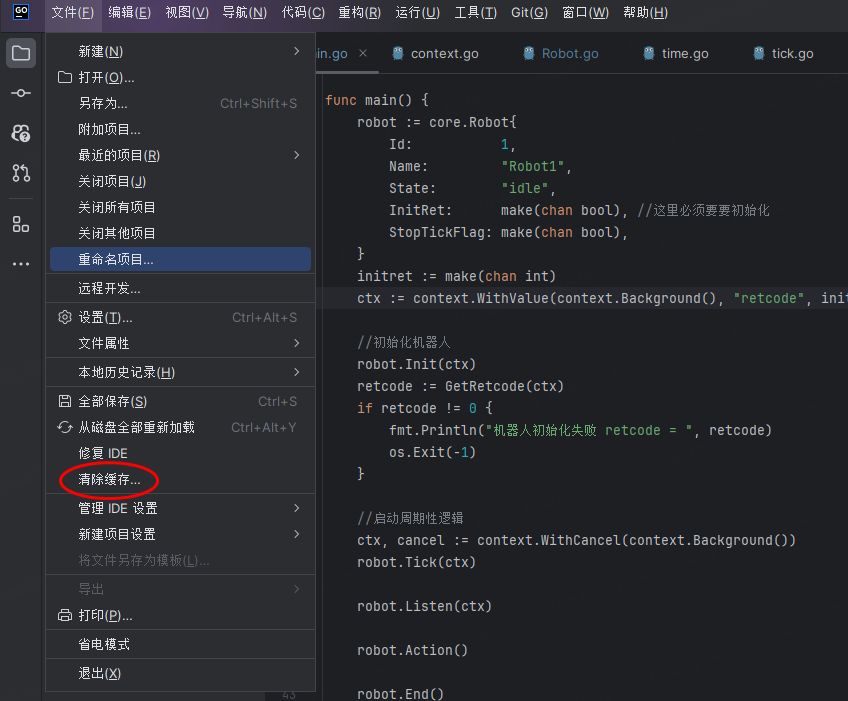 GO 文件(F) 编辑(E) 视图(V) 导航(N) 代码(C) 重构(R) 运行(U) 工具(T) Git(G) 窗口(W) 帮助(H)
in.go × context.go Robot.go time.go tick.go
新建(N)
打开(O)...
另存为... Ctrl+Shift+S
附加项目...
最近的项目(R)
关闭项目(J)
关闭所有项目
关闭其他项目
重命名项目...
远程开发...
设置(T)... Ctrl+Alt+S
文件属性
本地历史记录(H)
全部保存(S) Ctrl+S
从磁盘全部重新加载 Ctrl+Alt+Y
修复 IDE
清除缓存...
管理 IDE 设置
新建项目设置
将文件另存为模板(L)...
导出
打印(P)...
省电模式
退出(X)
func main() {
robot := core.Robot{
Id: 1,
Name: "Robot1",
State: "idle",
InitRet: make(chan bool), //这里必须要要初始化
StopTickFlag: make(chan bool),
}
initret := make(chan int)
ctx := context.WithValue(context.Background(), "retcode", init
//初始化机器人
robot.Init(ctx)
retcode := GetRetcode(ctx)
if retcode != 0 {
fmt.Println("机器人初始化失败 retcode = ", retcode)
os.Exit(-1)
}
//启动周期性逻辑
ctx, cancel := context.WithCancel(context.Background())
robot.Tick(ctx)
robot.Listen(ctx)
robot.Action()
43 robot.End()